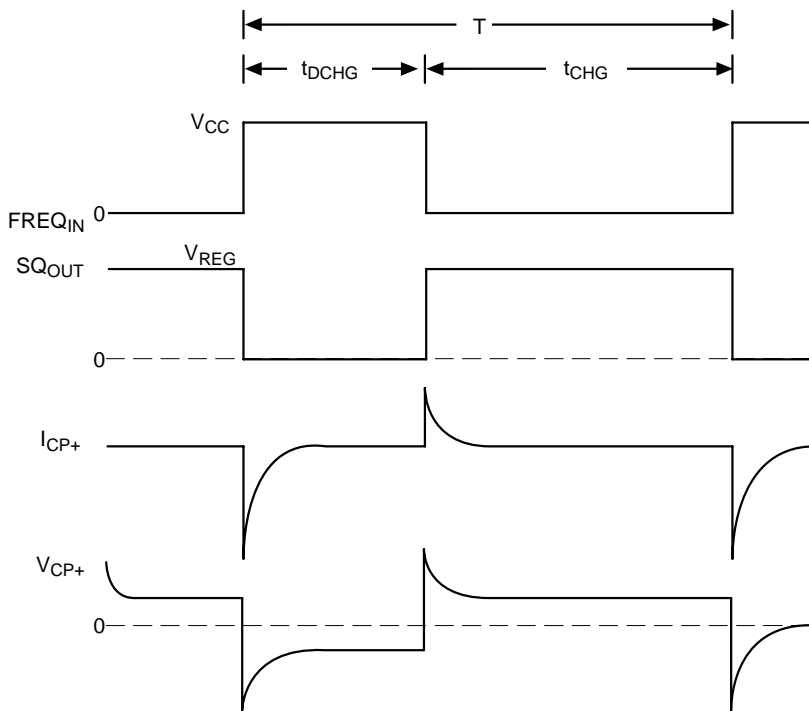 T
tDCHG
tCHG
VCC
FREQIN 0
SQOUT
VREG
0
ICP+
VCP+
0